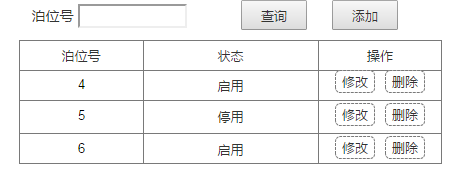 泊位号 查询 添加
泊位号 状态 操作
4 启用 修改 删除
5 停用 修改 删除
6 启用 修改 删除